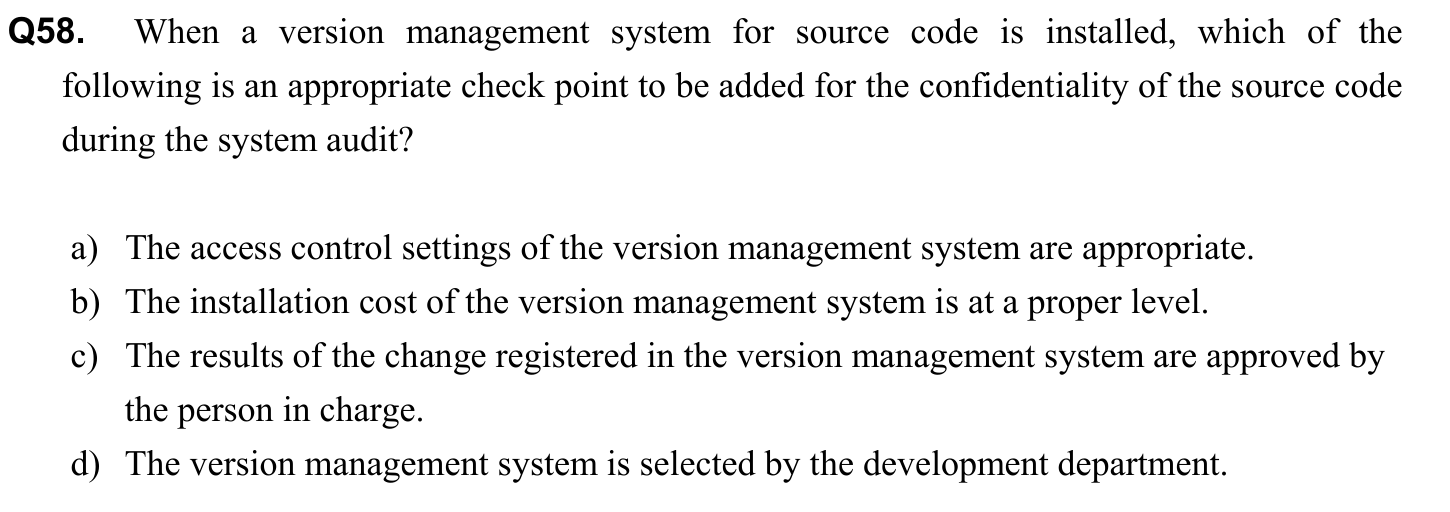 Q58. When a version management system for source code is installed, which of the
following is an appropriate check point to be added for the confidentiality of the source code
during the system audit?
a) The access control settings of the version management system are appropriate.
b) The installation cost of the version management system is at a proper level.
c) The results of the change registered in the version management system are approved by
the person in charge.
d) The version management system is selected by the development department.